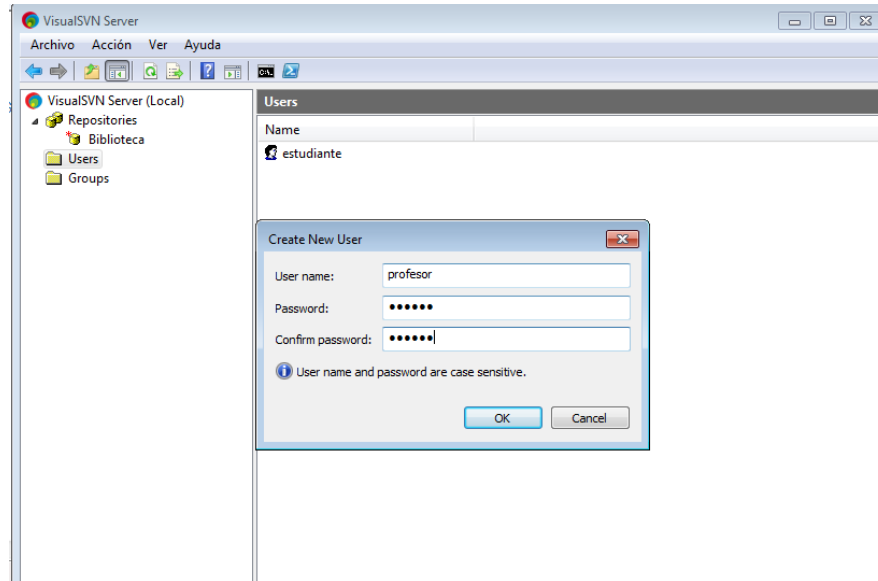 VisualSVN Server
Archivo Acción Ver Ayuda
VisualSVN Server (Local)
Repositories
Biblioteca
Users
Groups
Users
Name
estudiante
Create New User
User name: profesor
Password: ••••••
Confirm password: ••••••
User name and password are case sensitive.
OK Cancel